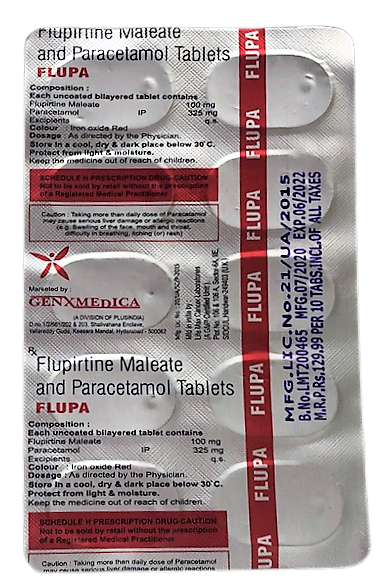 Flupirtine Maleate
and Paracetamol Tablets
FLUPA
Composition :
Each uncoated bilayered tablet contains
Flupirtine Maleate 100 mg
Paracetamol IP 325 mg
Excipients q.s.
Colour : Iron oxide Red
Dosage : As directed by the Physician.
Store in a cool, dry & dark place below 30°C.
Protect from light & moisture.
Keep the medicine out of reach of children.
SCHEDULE H PRESCRIPTION DRUG-CAUTION
Not to be sold by retail without the prescription
of a Registered Medical Practitioner
Caution : Taking more than daily dose of Paracetamol
may cause serious liver damage or allergic reactions
(e.g. Swelling of the face, mouth and throat,
difficulty in breathing, itching (or) rash)
Marketed by :
GENXMEDICA
(A DIVISION OF PLUSINDIA)
Yellareddy Guda, Keesara Mandal, Hyderabad - 500062
Mfd in india by :
Rx
Flupirtine Maleate
and Paracetamol Tablets
FLUPA
Composition :
Each uncoated bilayered tablet contains
Flupirtine Maleate 100 mg
Paracetamol IP 325 mg
Excipients q.s.
Colour : Iron oxide Red
Dosage : As directed by the Physician.
Store in a cool, dry & dark place below 30°C.
Protect from light & moisture.
Keep the medicine out of reach of children.
SCHEDULE H PRESCRIPTION DRUG-CAUTION
Not to be sold by retail without the prescription
of a Registered Medical Practitioner
Caution : Taking more than daily dose of Paracetamol
may cause serious liver damage or allergic reactions
FLUPA
FLUPA
FLUPA
FLUPA
FLUPA
FLUPA
UPA
MFG.LIC.No.21/UA/2015
B.No.LMT200465 MFG.07/2020 EXP.06/2022
M.R.P.Rs.129.99 PER 10 TABS.INCL.OF ALL TAXES